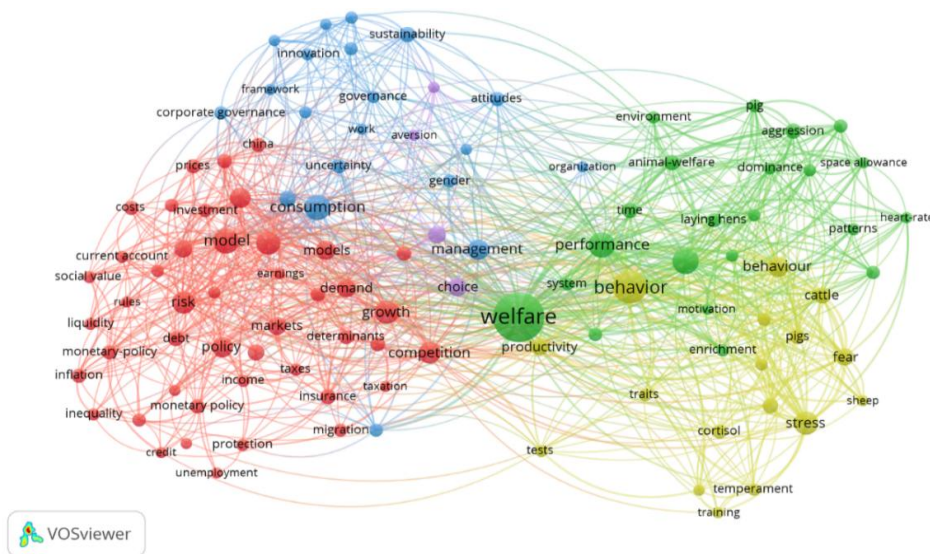 sustainability
innovation
framework
governance
attitudes
corporate governance
work
aversion
environment
pig
aggression
china
prices
uncertainty
gender
organization
animal-welfare
dominance
space allowance
costs
investment
consumption
time
laying hens
patterns
heart-rate
model
models
management
performance
current account
social value
earnings
demand
choice
system
behavior
behaviour
cattle
rules
risk
growth
welfare
motivation
liquidity
markets
determinants
debt
policy
competition
productivity
enrichment
pigs
fear
monetary-policy
inflation
income
taxes
taxation
insurance
traits
sheep
inequality
monetary policy
migration
cortisol
stress
credit
protection
unemployment
tests
temperament
training
VOSviewer